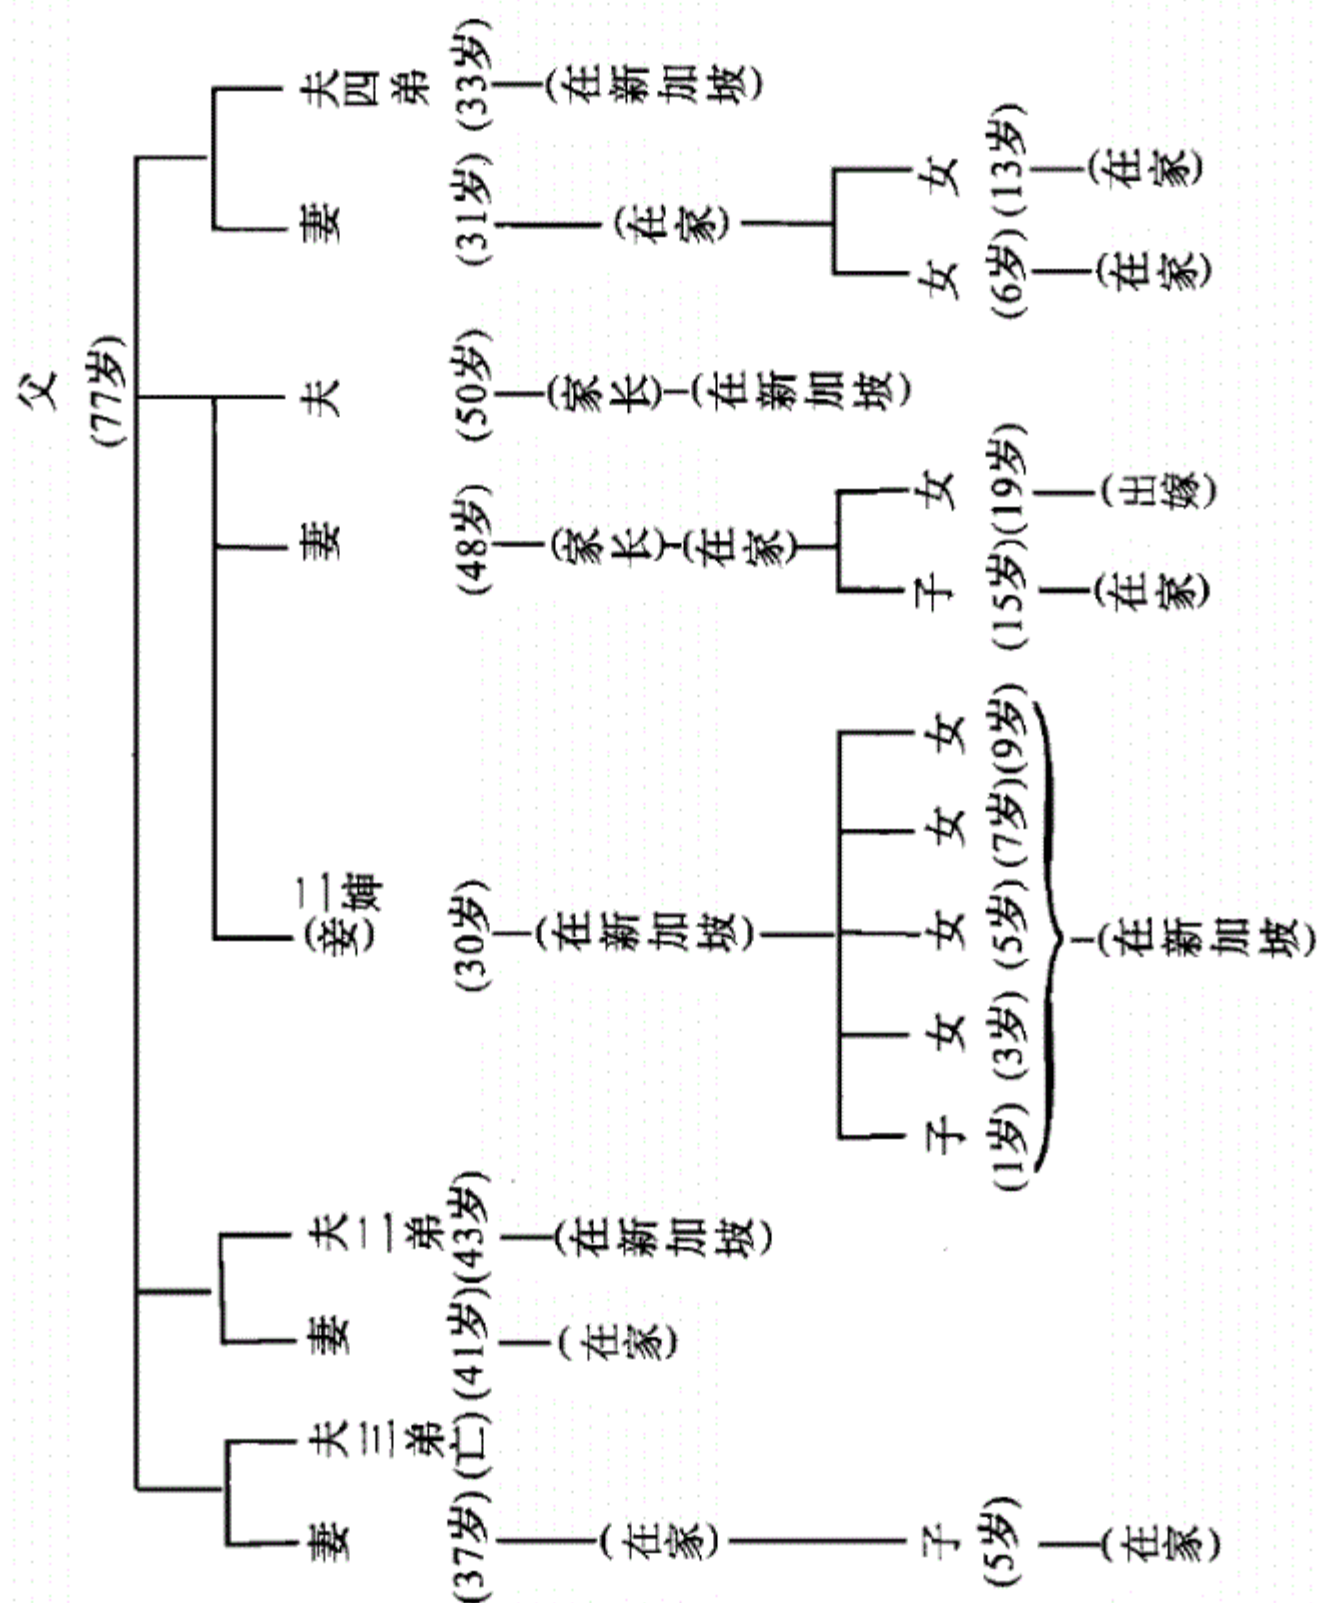 父
(77岁)
夫四弟 (33岁) (在新加坡)
妻 (31岁) (在家)
女 (13岁) (在家)
女 (6岁) (在家)
夫 (50岁) (家长) (在新加坡)
妻 (48岁) (家长) (在家)
女 (19岁) (出嫁)
子 (15岁) (在家)
二婶 (妾) (30岁) (在新加坡)
女 (9岁)
女 (7岁)
女 (5岁)
女 (3岁)
子 (1岁)
(在新加坡)
夫二弟 (43岁) (在新加坡)
妻 (41岁) (在家)
夫三弟 (亡)
妻 (37岁) (在家)
子 (5岁) (在家)